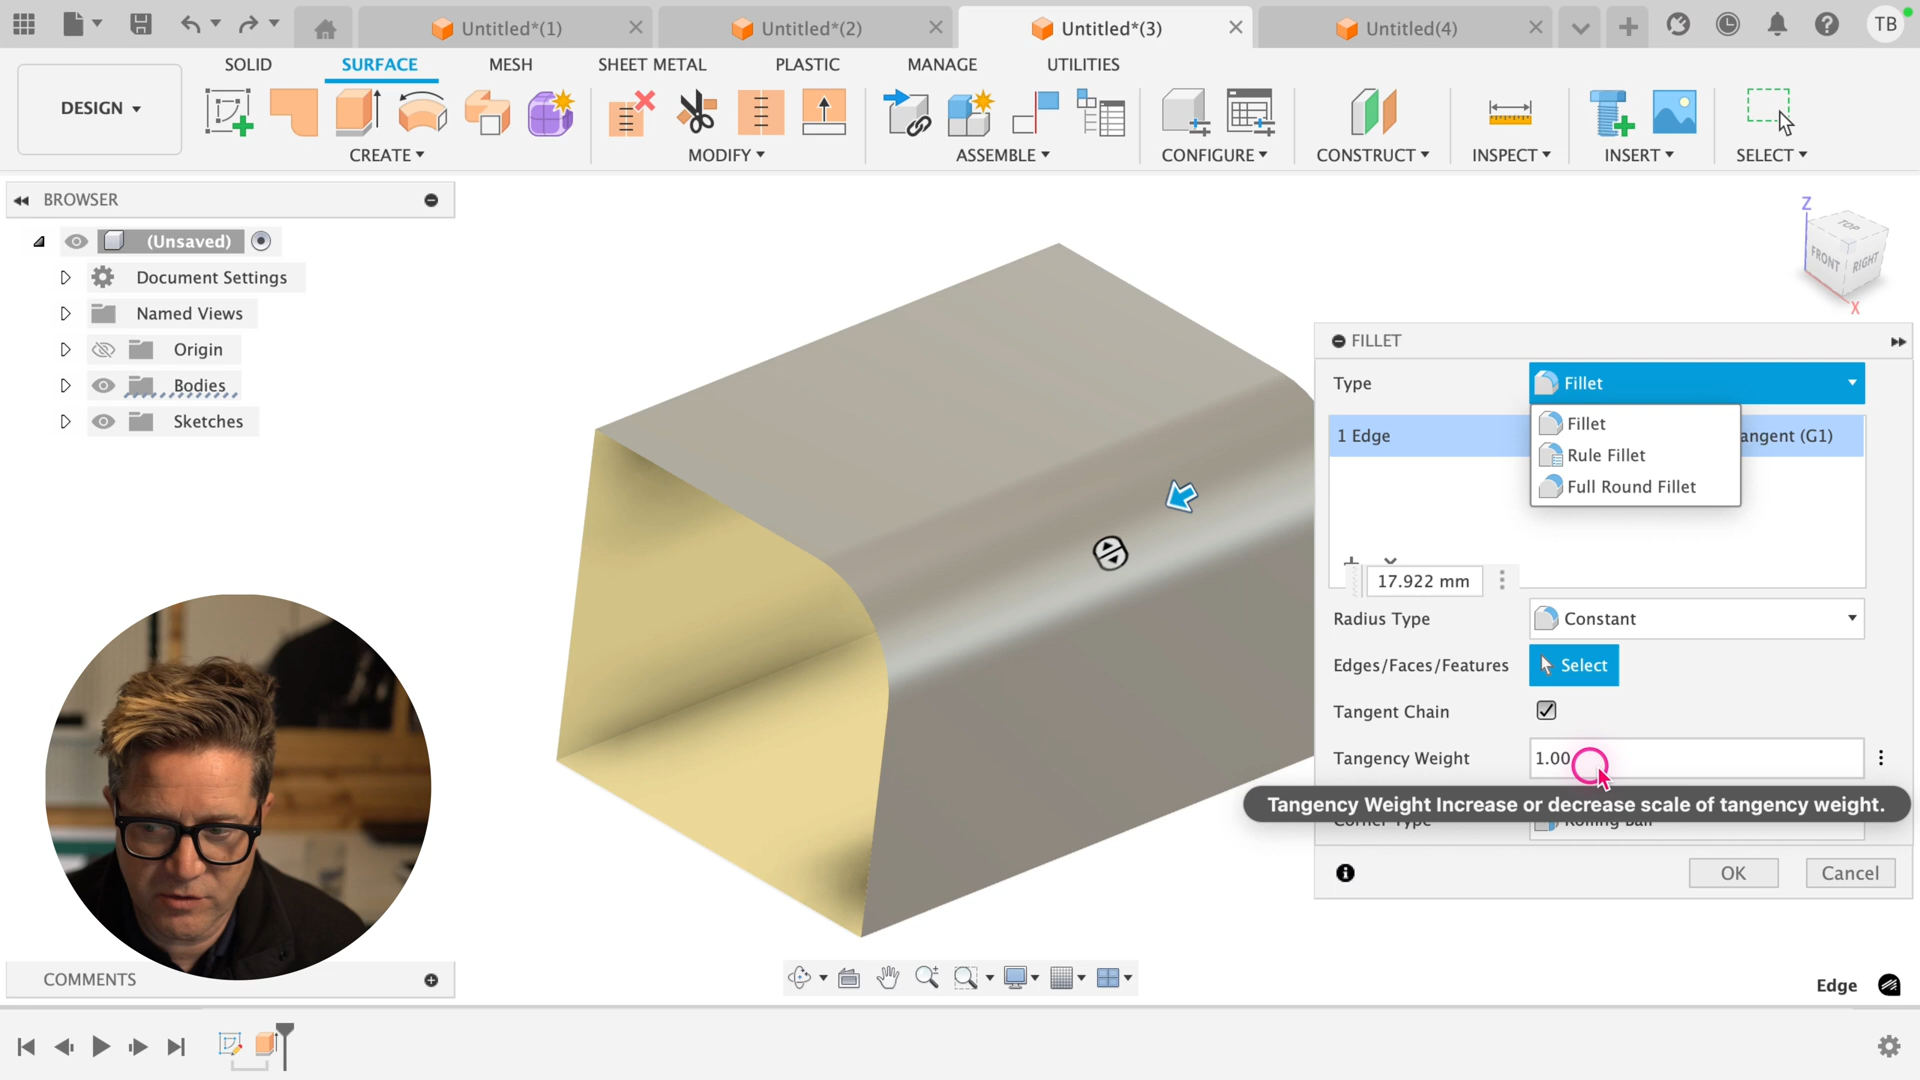 Untitled*(1)
Untitled*(2)
Untitled*(3)
Untitled(4)
TB
SOLID
SURFACE
MESH
SHEET METAL
PLASTIC
MANAGE
UTILITIES
DESIGN
CREATE
MODIFY
ASSEMBLE
CONFIGURE
CONSTRUCT
INSPECT
INSERT
SELECT
BROWSER
(Unsaved)
Document Settings
Named Views
Origin
Bodies
Sketches
Z
TOP
FRONT
RIGHT
X
FILLET
Type
Fillet
Fillet
Rule Fillet
Full Round Fillet
1 Edge
angent (G1)
17.922 mm
Radius Type
Constant
Edges/Faces/Features
Select
Tangent Chain
Tangency Weight
1.00
Tangency Weight Increase or decrease scale of tangency weight.
Corner Type
Rolling Ball
OK
Cancel
COMMENTS
Edge